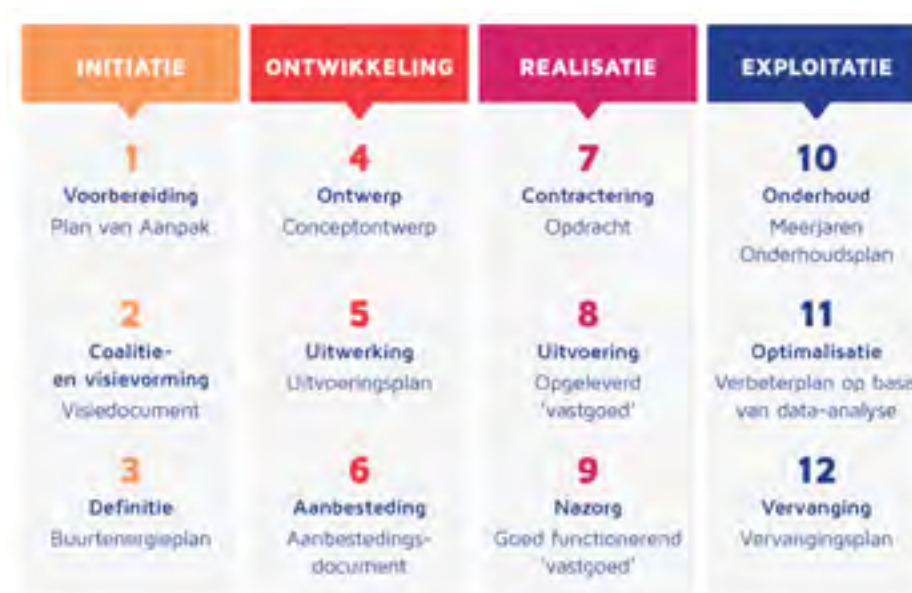 INITIATIE
1
Voorbereiding
Plan van Aanpak
2
Coalitie-
en visievorming
Visiedocument
3
Definitie
Buurtenergieplan
ONTWIKKELING
4
Ontwerp
Conceptontwerp
5
Uitwerking
Uitvoeringsplan
6
Aanbesteding
Aanbestedings-
document
REALISATIE
7
Contractering
Opdracht
8
Uitvoering
Opgeleverd
'vastgoed'
9
Nazorg
Goed functionerend
'vastgoed'
EXPLOITATIE
10
Onderhoud
Meerjaren
Onderhoudsplan
11
Optimalisatie
Verbeterplan op basis
van data-analyse
12
Vervanging
Vervangingsplan